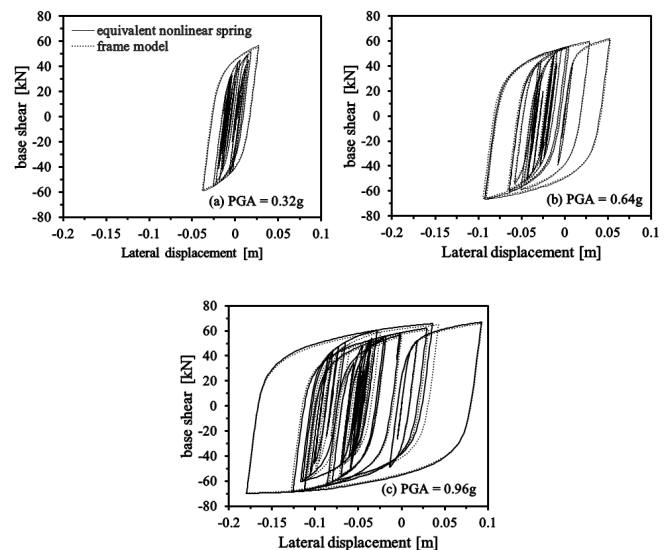 equivalent nonlinear spring
frame model
80
60
40
20
0
-20
-40
-60
-80
base shear [kN]
(a) PGA = 0.32g
-0.2 -0.15 -0.1 -0.05 0 0.05 0.1
Lateral displacement [m]
80
60
40
20
0
-20
-40
-60
-80
base shear [kN]
(b) PGA = 0.64g
-0.2 -0.15 -0.1 -0.05 0 0.05 0.1
Lateral displacement [m]
80
60
40
20
0
-20
-40
-60
-80
base shear [kN]
(c) PGA = 0.96g
-0.2 -0.15 -0.1 -0.05 0 0.05 0.1
Lateral displacement [m]